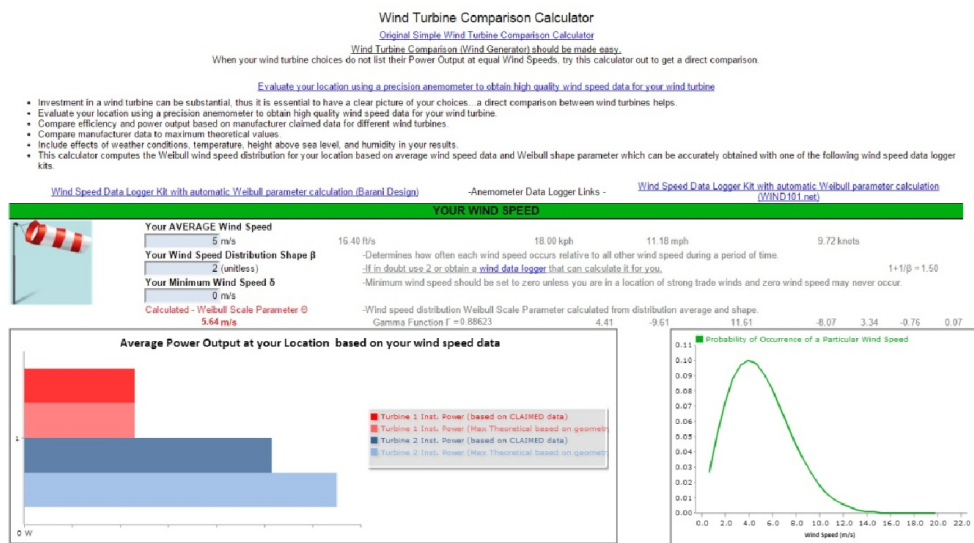 Wind Turbine Comparison Calculator
Original Simple Wind Turbine Comparison Calculator
Wind Turbine Comparison (Wind Generator) should be made easy.
When your wind turbine choices do not list their Power Output at equal Wind Speeds, try this calculator out to get a direct comparison.
Evaluate your location using a precision anemometer to obtain high quality wind speed data for your wind turbine
• Investment in a wind turbine can be substantial, thus it is essential to have a clear picture of your choices...a direct comparison between wind turbines helps.
• Evaluate your location using a precision anemometer to obtain high quality wind speed data for your wind turbine.
• Compare efficiency and power output based on manufacturer claimed data for different wind turbines.
• Compare manufacturer data to maximum theoretical values.
• Include effects of weather conditions, temperature, height above sea level, and humidity in your results.
• This calculator computes the Weibull wind speed distribution for your location based on average wind speed data and Weibull shape parameter which can be accurately obtained with one of the following wind speed data logger
kits.
Wind Speed Data Logger Kit with automatic Weibull parameter calculation (Barani Design) -Anemometer Data Logger Links - Wind Speed Data Logger Kit with automatic Weibull parameter calculation
(WIND101.net)
YOUR WIND SPEED
Your AVERAGE Wind Speed
5 m/s 16.40 ft/s 18.00 kph 11.18 mph 9.72 knots
Your Wind Speed Distribution Shape β -Determines how often each wind speed occurs relative to all other wind speed during a period of time.
2 (unitless) -If in doubt use 2 or obtain a wind data logger that can calculate it for you. 1+1/β = 1.50
Your Minimum Wind Speed δ -Minimum wind speed should be set to zero unless you are in a location of strong trade winds and zero wind speed may never occur.
0 m/s
Calculated - Weibull Scale Parameter Θ -Wind speed distribution Weibull Scale Parameter calculated from distribution average and shape.
5.64 m/s Gamma Function Γ = 0.88623 4.41 -9.61 11.61 -8.07 3.34 -0.76 0.07
Average Power Output at your Location based on your wind speed data
1
0 W
Turbine 1 Inst. Power (based on CLAIMED data)
Turbine 1 Inst. Power (Max Theoretical based on geometr
Turbine 2 Inst. Power (based on CLAIMED data)
Turbine 2 Inst. Power (Max Theoretical based on geometr
Probability of Occurrence of a Particular Wind Speed
0.11
0.10
0.09
0.08
0.07
0.06
0.05
0.04
0.03
0.02
0.01
0.00
0.0 2.0 4.0 6.0 8.0 10.0 12.0 14.0 16.0 18.0 20.0 22.0
Wind Speed (m/s)